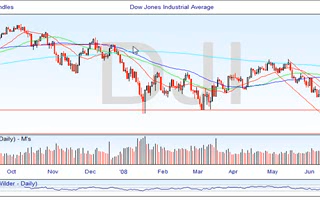 ndles
Dow Jones Industrial Average
DJI
Daily) - M's
Oct Nov Dec '08 Feb Mar Apr May Jun
Wilder - Daily)